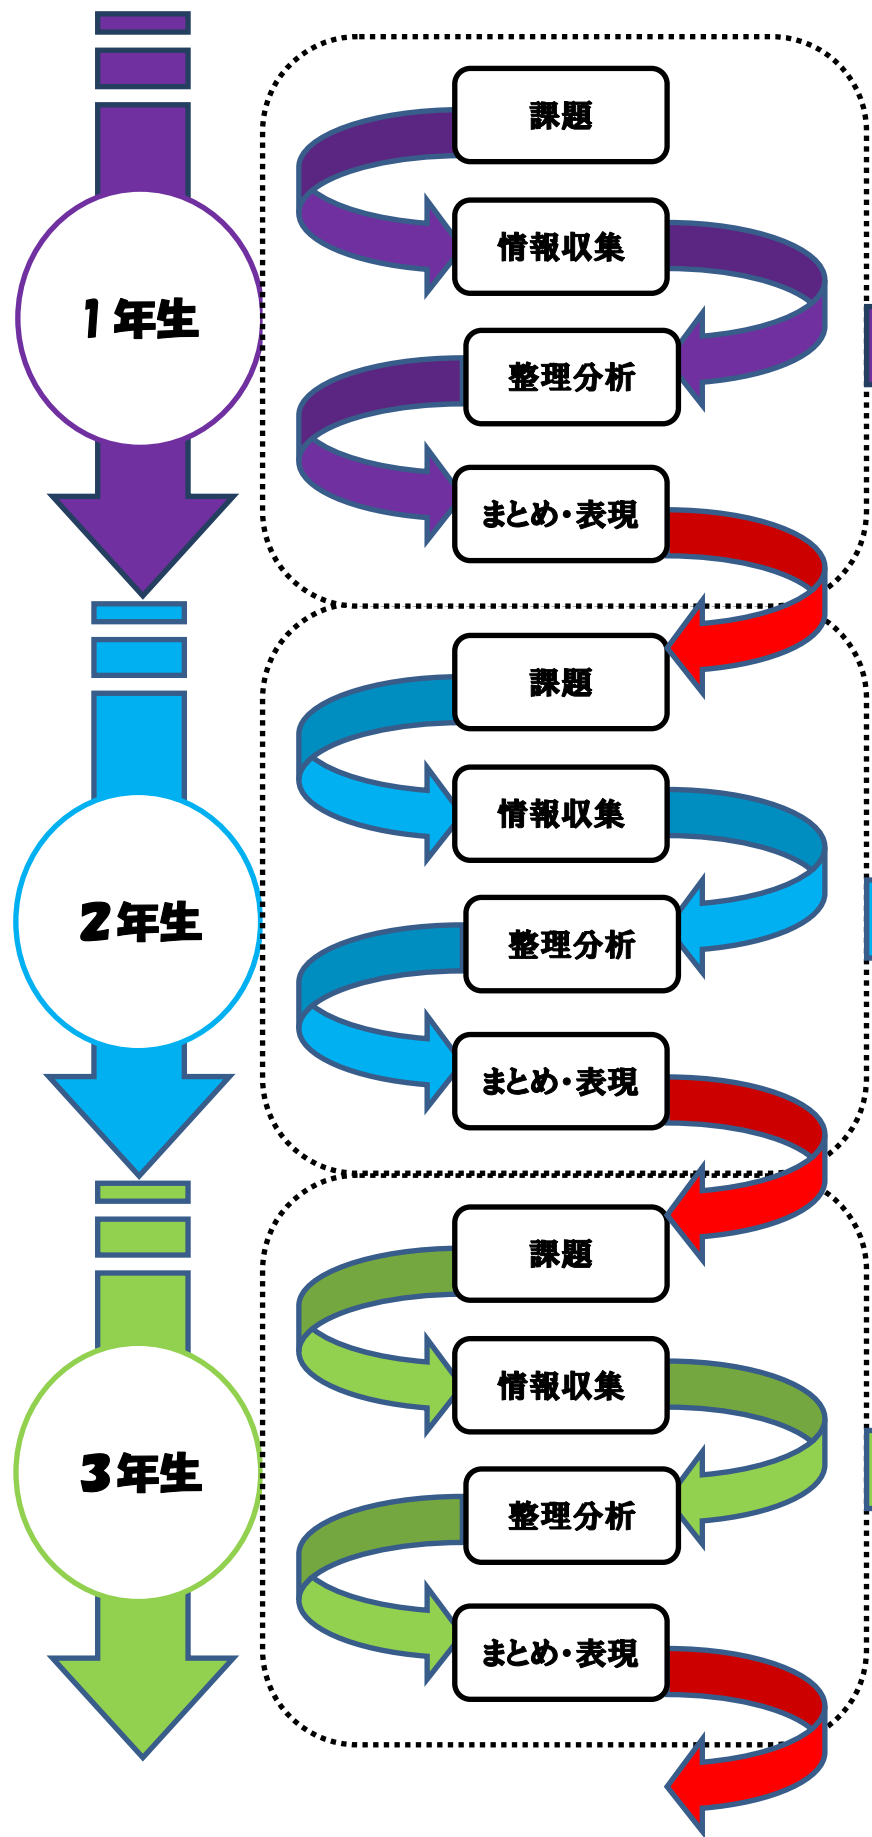 1年生
課題
情報収集
整理分析
まとめ・表現
2年生
課題
情報収集
整理分析
まとめ・表現
3年生
課題
情報収集
整理分析
まとめ・表現